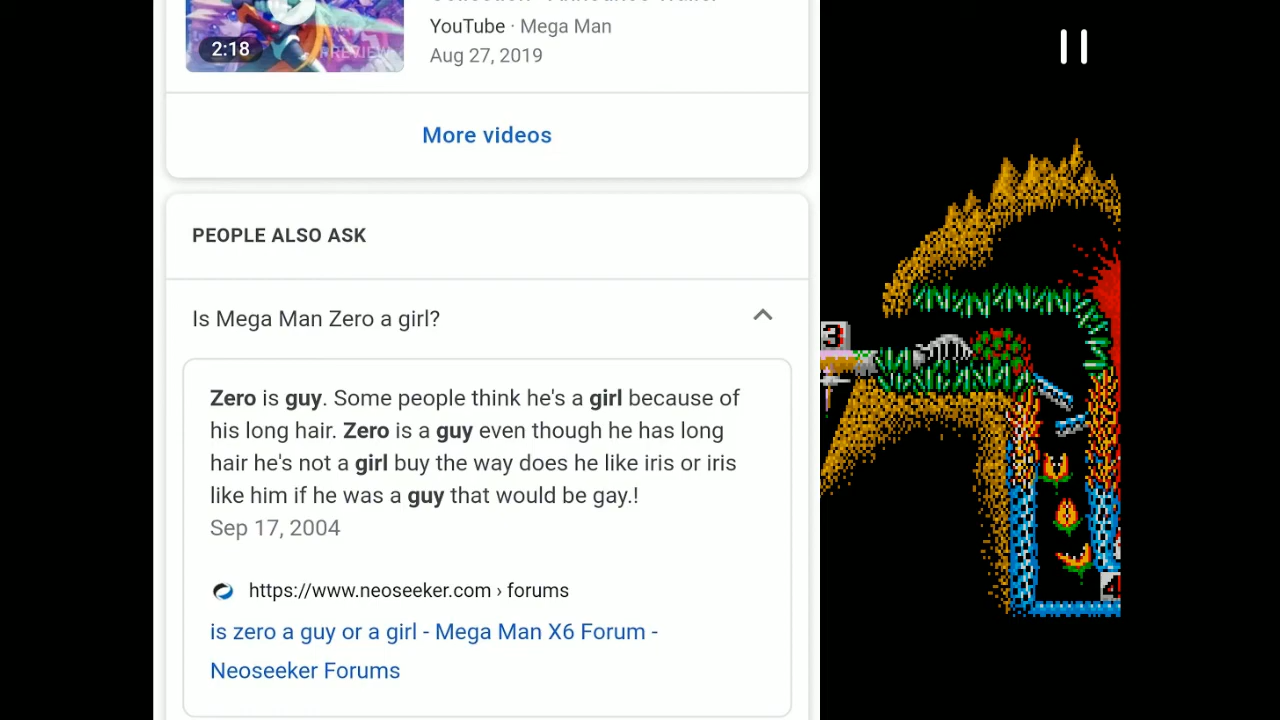 2:18
PREVIEW
YouTube · Mega Man
Aug 27, 2019
More videos
PEOPLE ALSO ASK
Is Mega Man Zero a girl?
Zero is guy. Some people think he's a girl because of
his long hair. Zero is a guy even though he has long
hair he's not a girl buy the way does he like iris or iris
like him if he was a guy that would be gay.!
Sep 17, 2004
https://www.neoseeker.com › forums
is zero a guy or a girl - Mega Man X6 Forum -
Neoseeker Forums
3